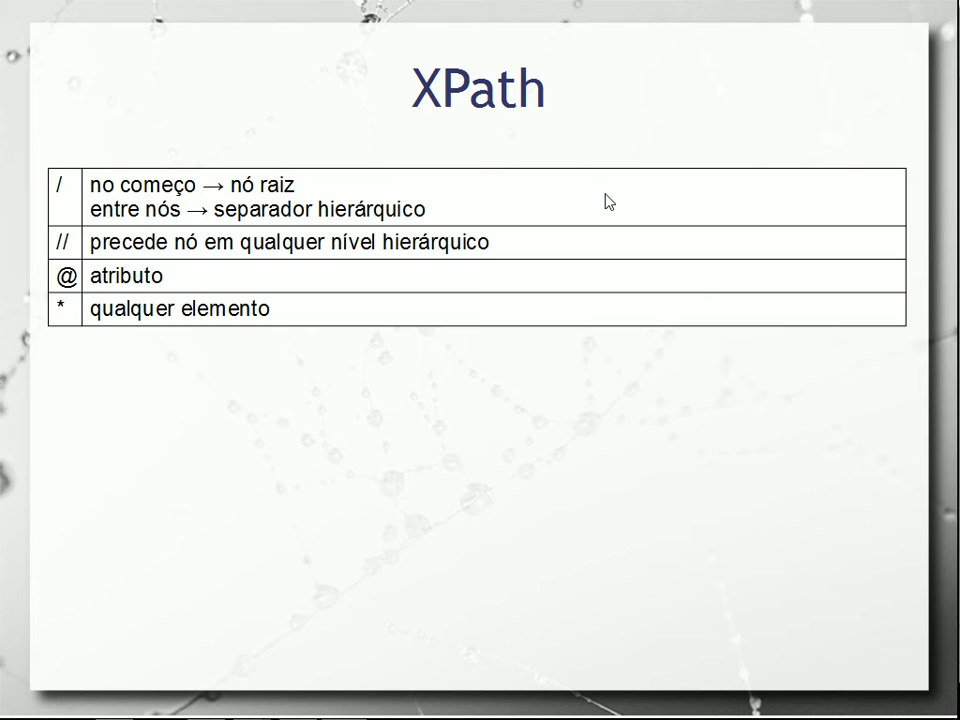 XPath
/ no começo → nó raiz
entre nós → separador hierárquico
// precede nó em qualquer nível hierárquico
@ atributo
* qualquer elemento